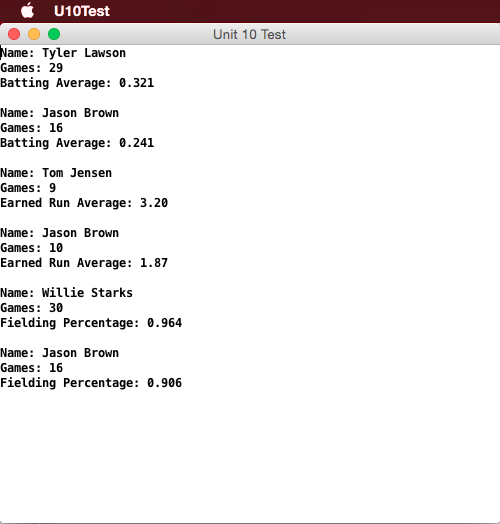 U10Test
Unit 10 Test
Name: Tyler Lawson
Games: 29
Batting Average: 0.321
Name: Jason Brown
Games: 16
Batting Average: 0.241
Name: Tom Jensen
Games: 9
Earned Run Average: 3.20
Name: Jason Brown
Games: 10
Earned Run Average: 1.87
Name: Willie Starks
Games: 30
Fielding Percentage: 0.964
Name: Jason Brown
Games: 16
Fielding Percentage: 0.906